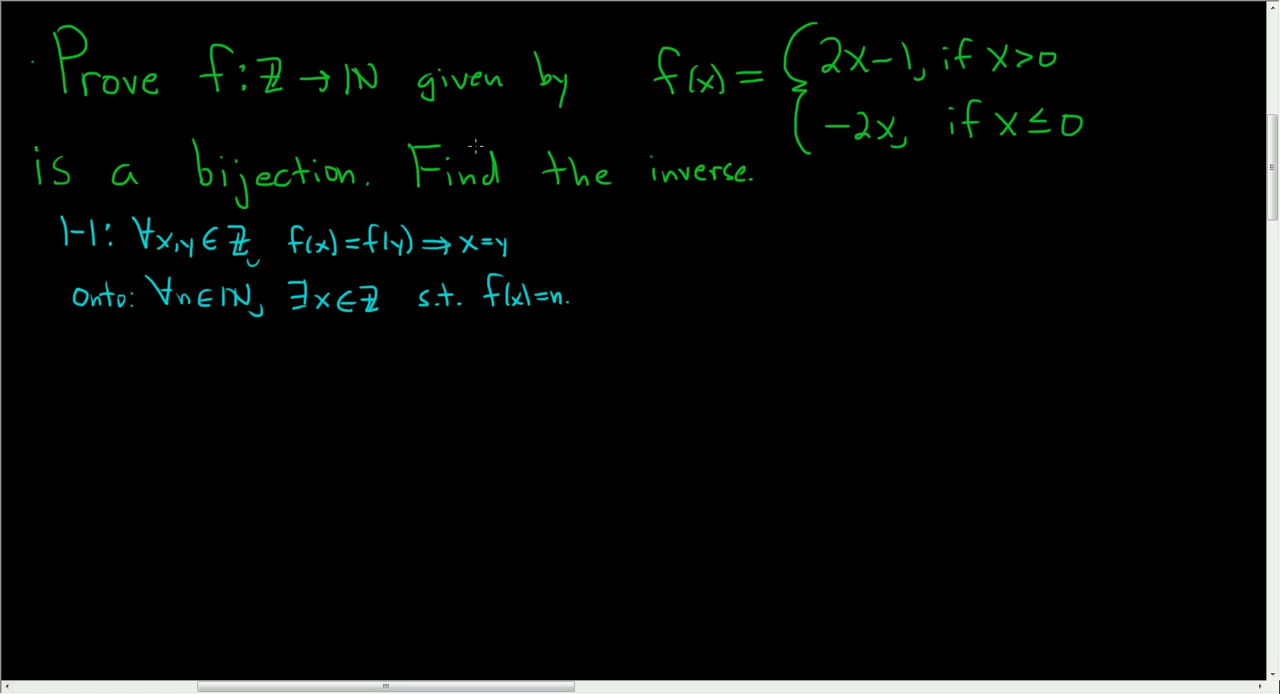 Prove f: ℤ → ℕ given by f(x) = { 2x-1, if x>0
{ -2x, if x ≤ 0
is a bijection. Find the inverse.
1-1: ∀x,y ∈ ℤ, f(x)=f(y) ⇒ x=y
onto: ∀n ∈ ℕ, ∃x ∈ ℤ s.t. f(x)=n.